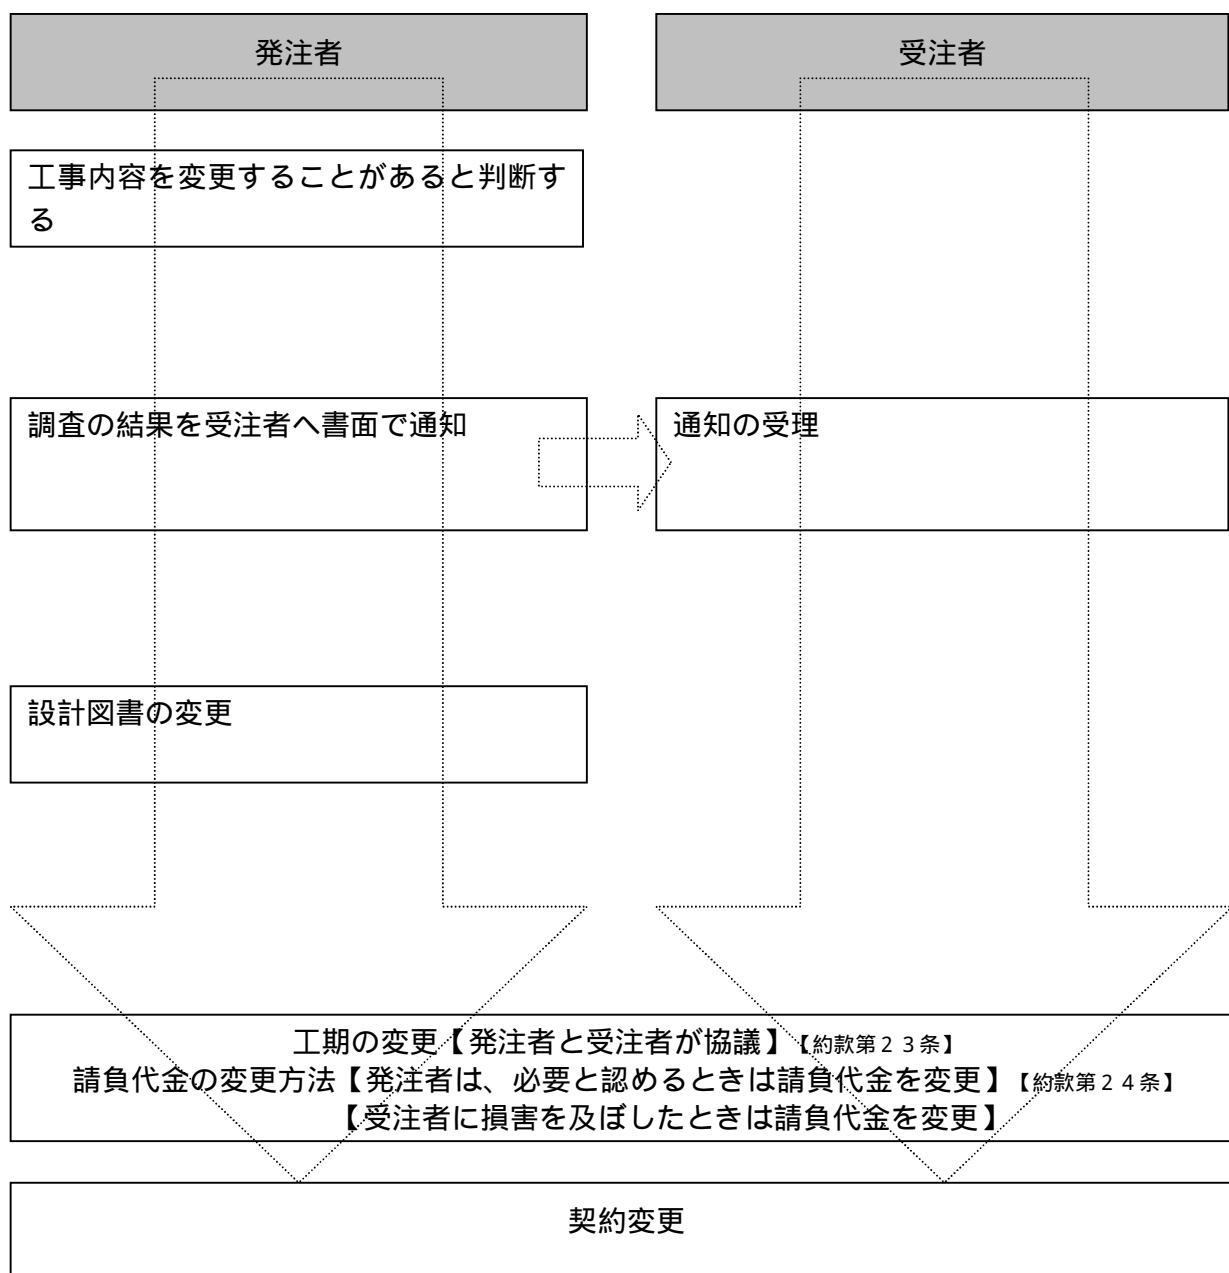 発注者
受注者
工事内容を変更することがあると判断す
る
調査の結果を受注者へ書面で通知
通知の受理
設計図書の変更
工期の変更【発注者と受注者が協議】【約款第２３条】
請負代金の変更方法【発注者は、必要と認めるときは請負代金を変更】【約款第２４条】
【受注者に損害を及ぼしたときは請負代金を変更】
契約変更